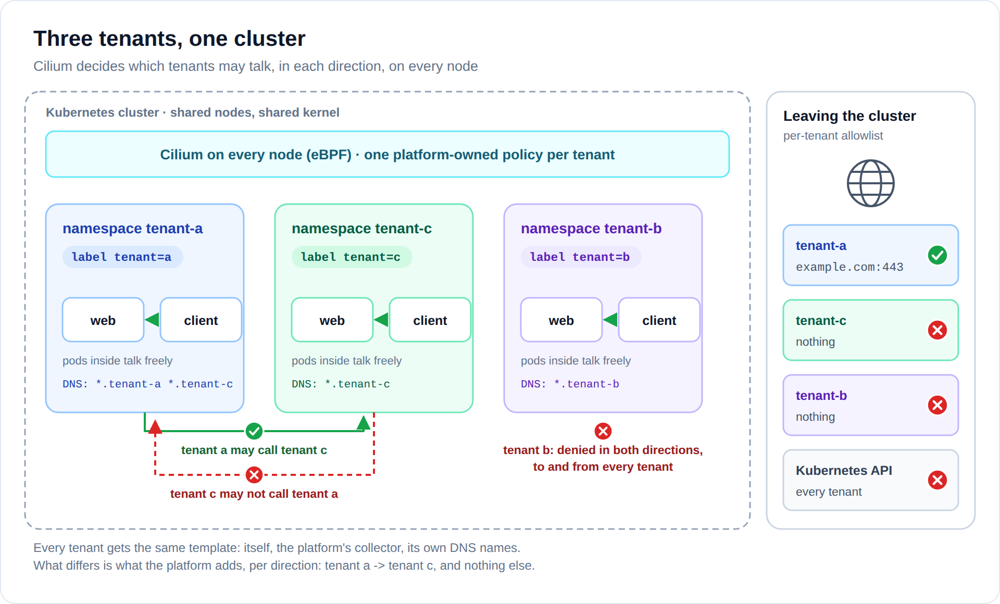 Three tenants, one cluster
Cilium decides which tenants may talk, in each direction, on every node
Kubernetes cluster · shared nodes, shared kernel
Cilium on every node (eBPF) · one platform-owned policy per tenant
namespace tenant-a
label tenant=a
web
client
pods inside talk freely
DNS: *.tenant-a *.tenant-c
namespace tenant-c
label tenant=c
web
client
pods inside talk freely
DNS: *.tenant-c
namespace tenant-b
label tenant=b
web
client
pods inside talk freely
DNS: *.tenant-b
tenant a may call tenant c
tenant c may not call tenant a
tenant b: denied in both directions,
to and from every tenant
Leaving the cluster
per-tenant allowlist
tenant-a
example.com:443
tenant-c
nothing
tenant-b
nothing
Kubernetes API
every tenant
Every tenant gets the same template: itself, the platform's collector, its own DNS names.
What differs is what the platform adds, per direction: tenant a -> tenant c, and nothing else.